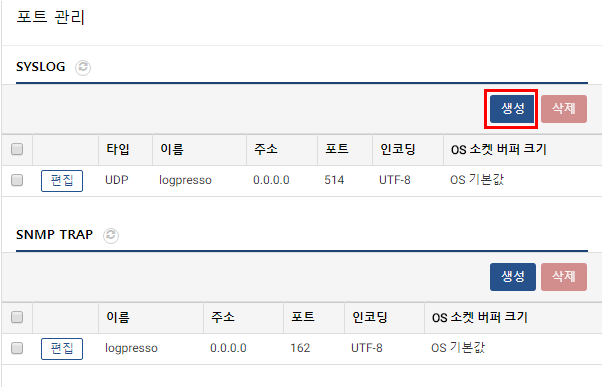 포트 관리
SYSLOG
생성 삭제
타입 이름 주소 포트 인코딩 OS 소켓 버퍼 크기
편집 UDP logpresso 0.0.0.0 514 UTF-8 OS 기본값
SNMP TRAP
생성 삭제
이름 주소 포트 인코딩 OS 소켓 버퍼 크기
편집 logpresso 0.0.0.0 162 UTF-8 OS 기본값